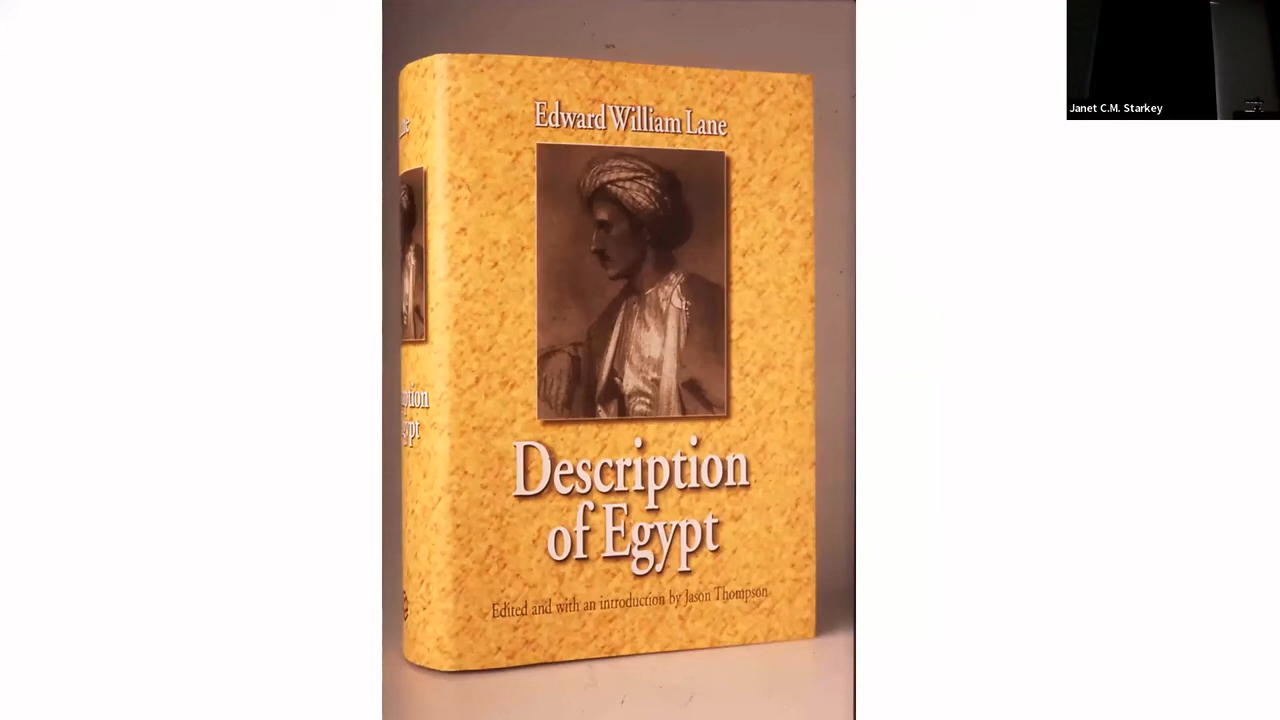 Edward William Lane
Description
of Egypt
Edited and with an introduction by Jason Thompson
Janet C.M. Starkey